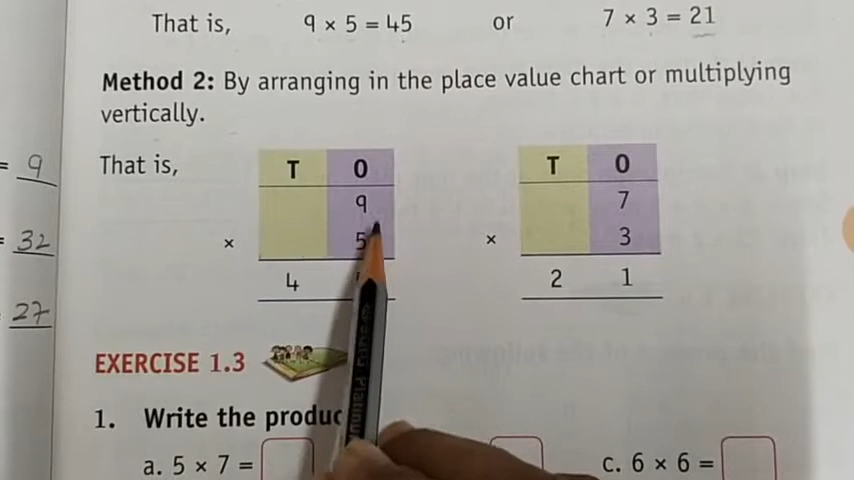 That is, 9 × 5 = 45 or 7 × 3 = 21
Method 2: By arranging in the place value chart or multiplying
vertically.
= 9
That is,
T O
9
× 5
4
T O
7
× 3
2 1
= 32
27
EXERCISE 1.3
1. Write the produc
a. 5 × 7 =
c. 6 × 6 =